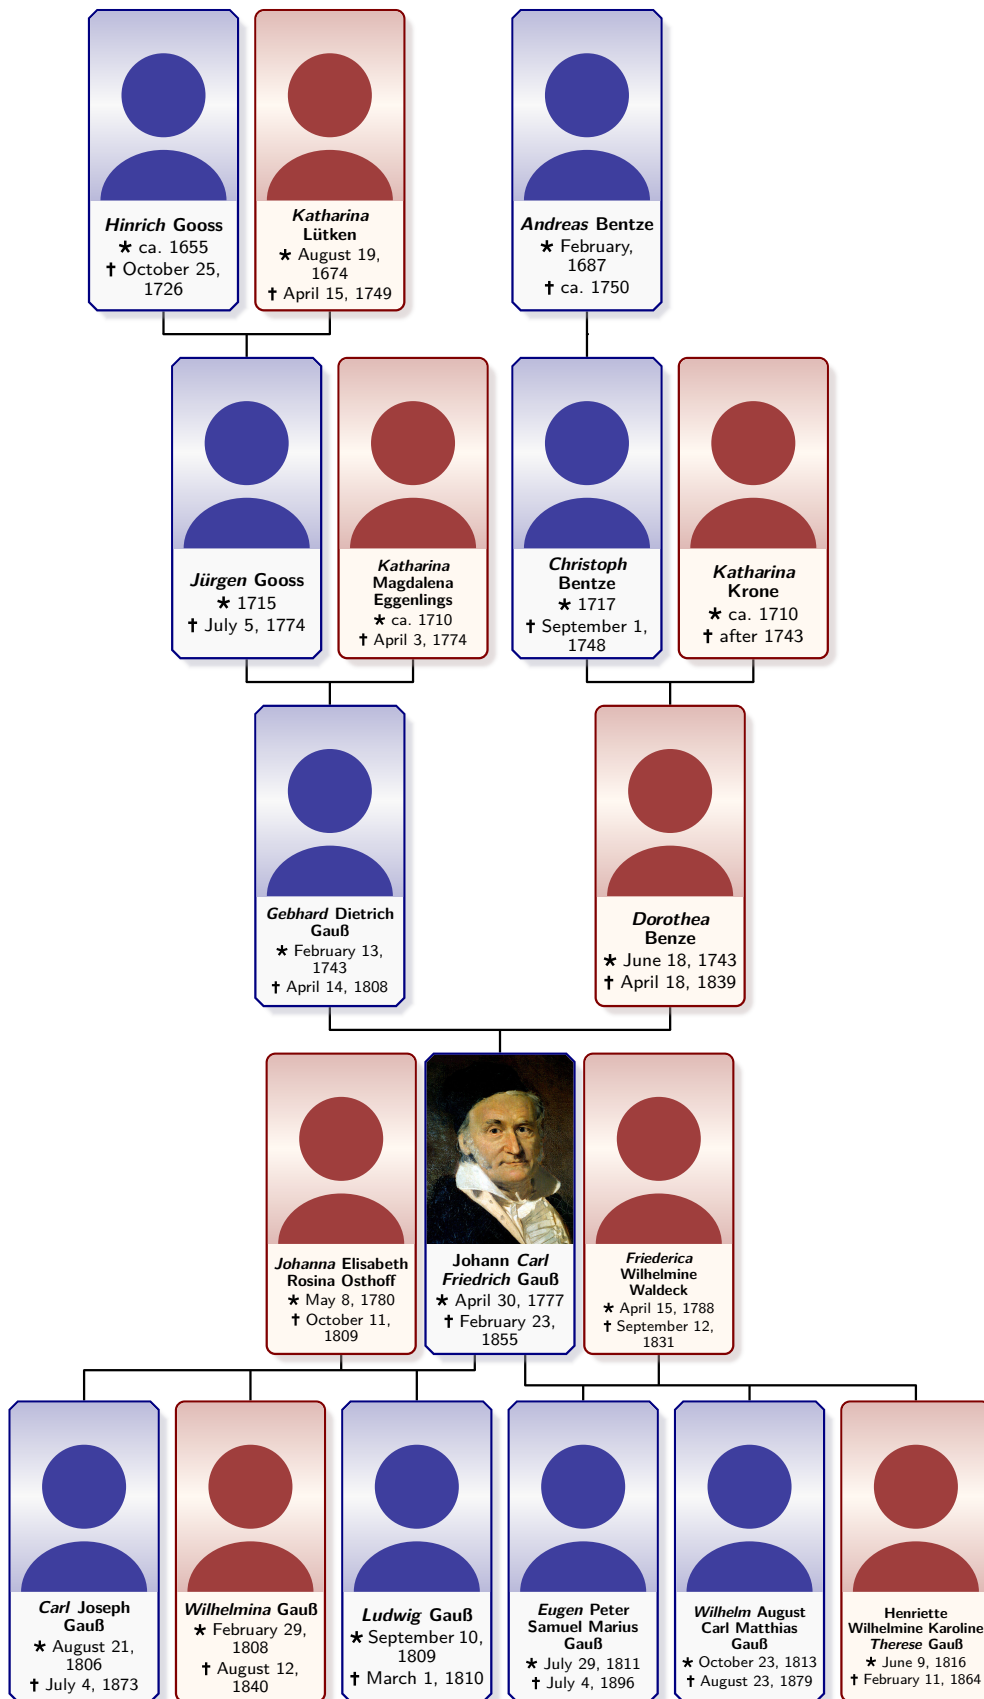 Hinrich Gooss
★ ca. 1655
† October 25,
1726
Katharina
Lütken
★ August 19,
1674
† April 15, 1749
Andreas Bentze
★ February,
1687
† ca. 1750
Jürgen Gooss
★ 1715
† July 5, 1774
Katharina
Magdalena
Eggenlings
★ ca. 1710
† April 3, 1774
Christoph
Bentze
★ 1717
† September 1,
1748
Katharina
Krone
★ ca. 1710
† after 1743
Gebhard Dietrich
Gauß
★ February 13,
1743
† April 14, 1808
Dorothea
Benze
★ June 18, 1743
† April 18, 1839
Johanna Elisabeth
Rosina Osthoff
★ May 8, 1780
† October 11,
1809
Johann Carl
Friedrich Gauß
★ April 30, 1777
† February 23,
1855
Friederica
Wilhelmine
Waldeck
★ April 15, 1788
† September 12,
1831
Carl Joseph
Gauß
★ August 21,
1806
† July 4, 1873
Wilhelmina Gauß
★ February 29,
1808
† August 12,
1840
Ludwig Gauß
★ September 10,
1809
† March 1, 1810
Eugen Peter
Samuel Marius
Gauß
★ July 29, 1811
† July 4, 1896
Wilhelm August
Carl Matthias
Gauß
★ October 23, 1813
† August 23, 1879
Henriette
Wilhelmine Karoline
Therese Gauß
★ June 9, 1816
† February 11, 1864